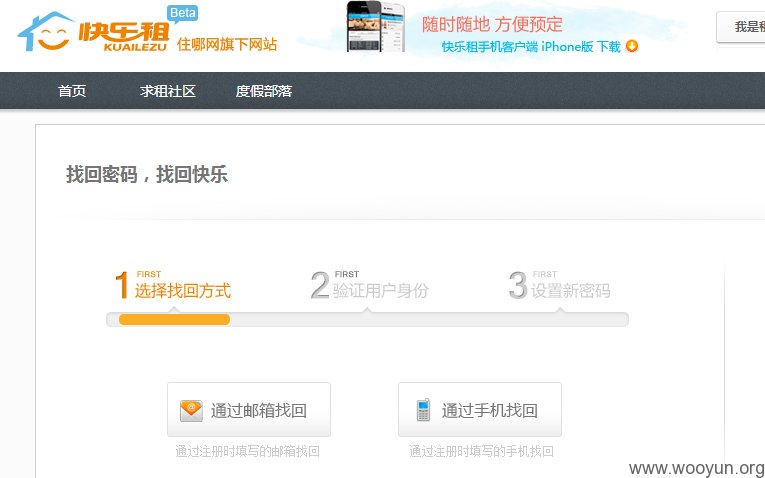 快乐租 Beta
KUAILEZU 住哪网旗下网站
随时随地 方便预定
快乐租手机客户端 iPhone版 下载
首页 求租社区 度假部落
找回密码，找回快乐
1 FIRST 选择找回方式
2 FIRST 验证用户身份
3 FIRST 设置新密码
通过邮箱找回 通过手机找回
通过注册时填写的邮箱找回 通过注册时填写的手机找回
www.wooyun.org